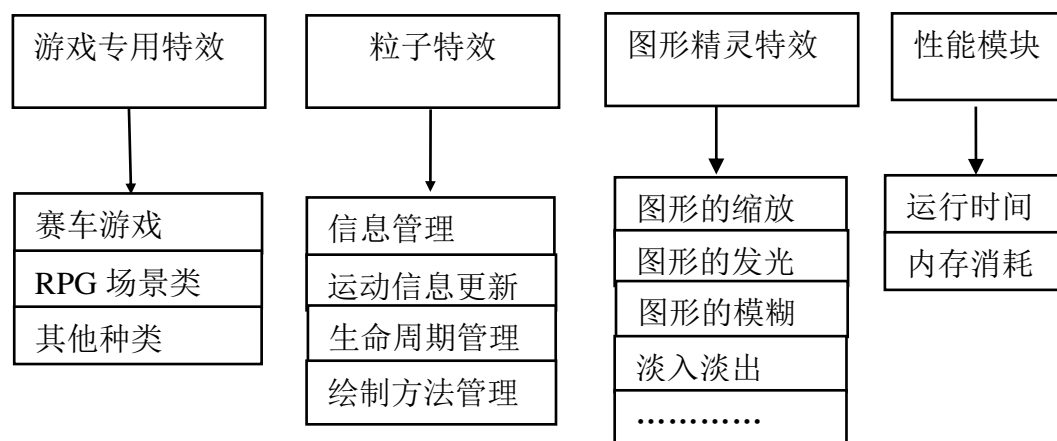 游戏专用特效
粒子特效
图形精灵特效
性能模块
赛车游戏
RPG 场景类
其他种类
信息管理
运动信息更新
生命周期管理
绘制方法管理
图形的缩放
图形的发光
图形的模糊
淡入淡出
…………
运行时间
内存消耗